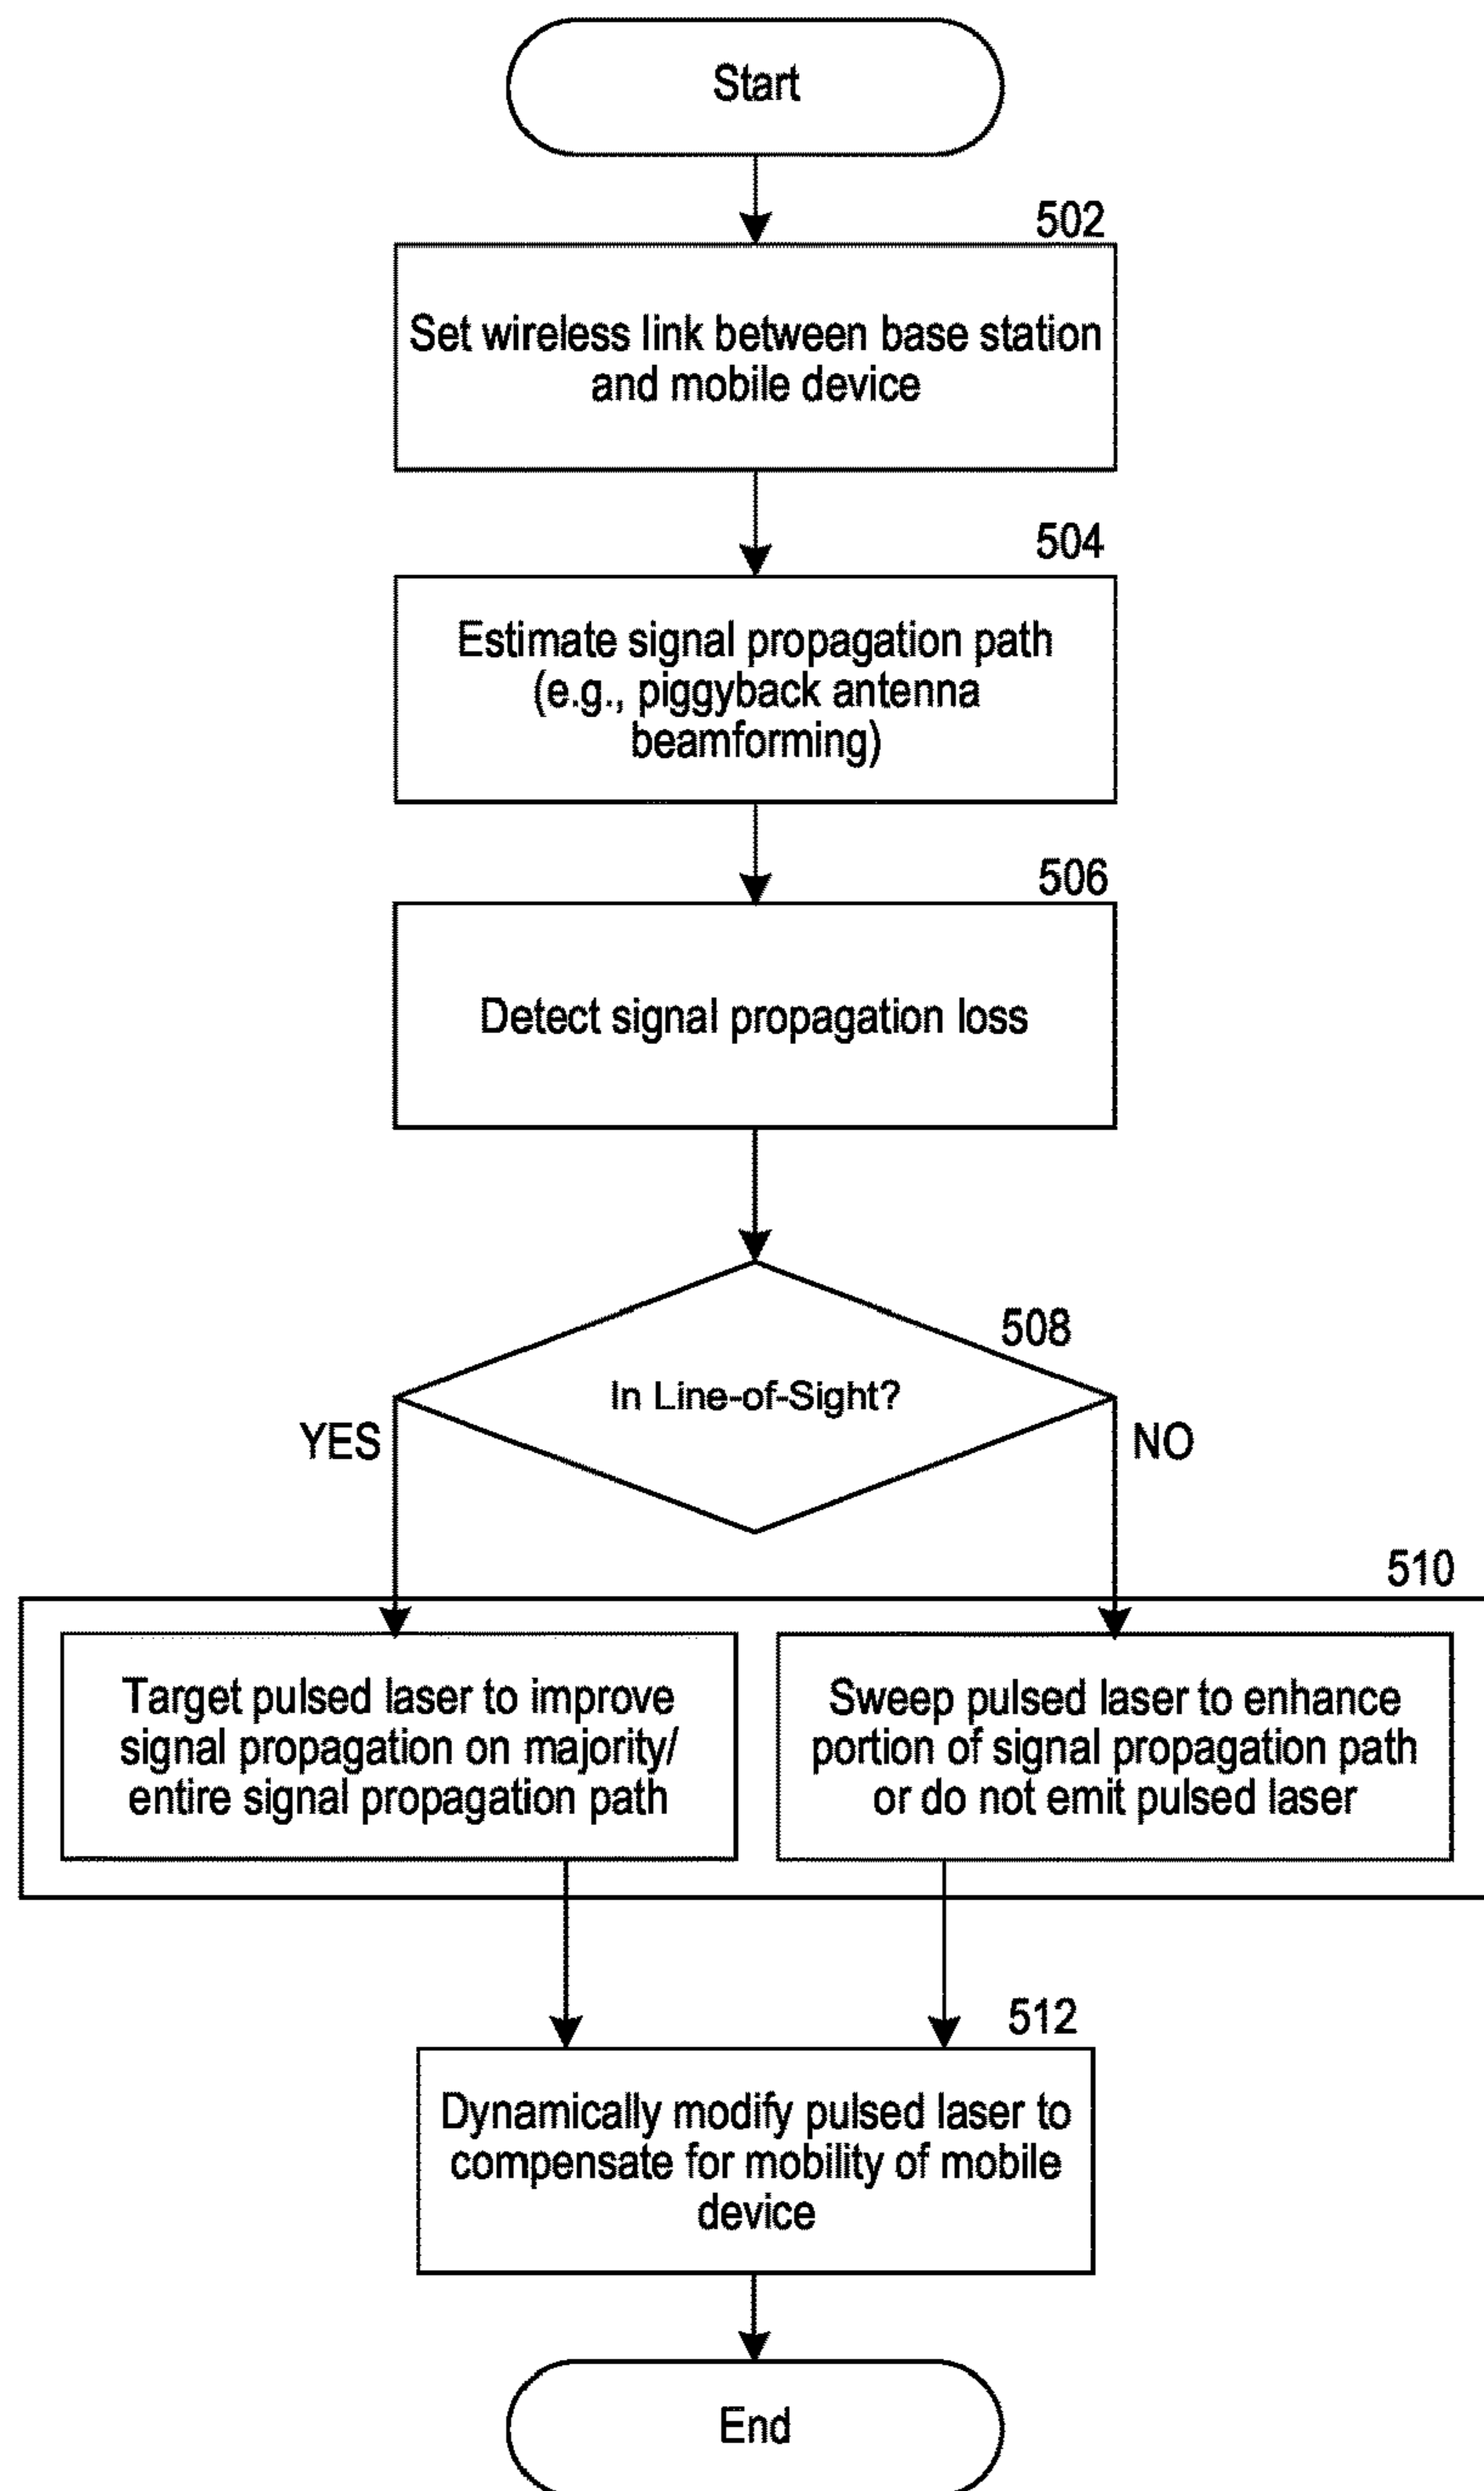 Start
502
Set wireless link between base station
and mobile device
504
Estimate signal propagation path
(e.g., piggyback antenna
beamforming)
506
Detect signal propagation loss
508
In Line-of-Sight?
YES
NO
510
Target pulsed laser to improve
signal propagation on majority/
entire signal propagation path
Sweep pulsed laser to enhance
portion of signal propagation path
or do not emit pulsed laser
512
Dynamically modify pulsed laser to
compensate for mobility of mobile
device
End